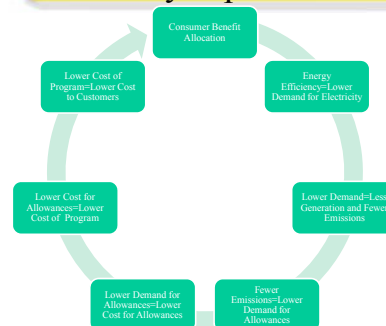 Consumer Benefit
Allocation
Energy
Efficiency=Lower
Demand for Electricity
Lower Demand=Less
Generation and Fewer
Emissions
Fewer
Emissions=Lower
Demand for
Allowances
Lower Demand for
Allowances=Lower
Cost for Allowances
Lower Cost for
Allowances=Lower
Cost of Program
Lower Cost of
Program=Lower Cost
to Customers